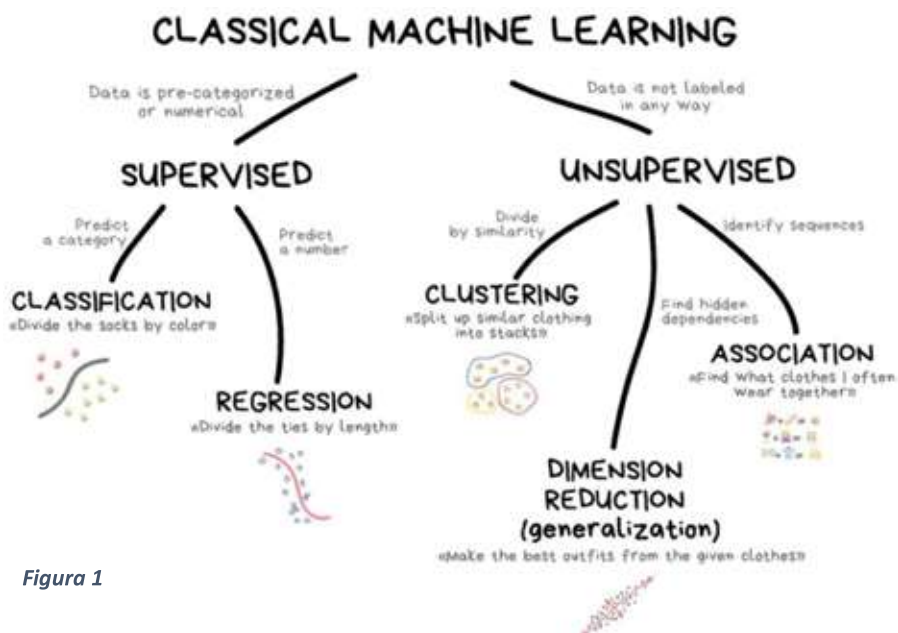 CLASSICAL MACHINE LEARNING
Data is pre-categorized
or numerical
Data is not labeled
in any way
SUPERVISED
UNSUPERVISED
Predict
a category
Predict
a number
Divide
by similarity
Identify sequences
CLASSIFICATION
«Divide the socks by color»
CLUSTERING
«Split up similar clothing
into stacks»
Find hidden
dependencies
ASSOCIATION
«Find What clothes I often
Wear together»
REGRESSION
«Divide the ties by length»
DIMENSION
REDUCTION
(generalization)
«Make the best outfits from the given clothes»
Figura 1